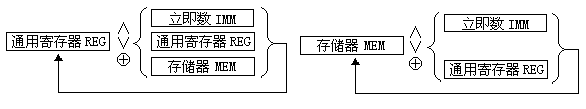 立即数 IMM
通用寄存器 REG ∧ ∨ ⊕ 通用寄存器 REG
存储器 MEM
立即数 IMM
存储器 MEM ∧ ∨ ⊕
通用寄存器 REG